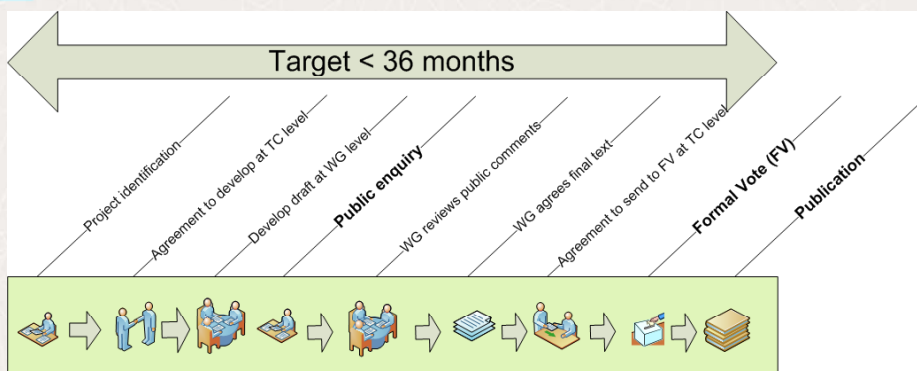 Target < 36 months
Project identification
Agreement to develop at TC level
Develop draft at WG level
Public enquiry
WG reviews public comments
WG agrees final text
Agreement to send to FV at TC level
Formal Vote (FV)
Publication